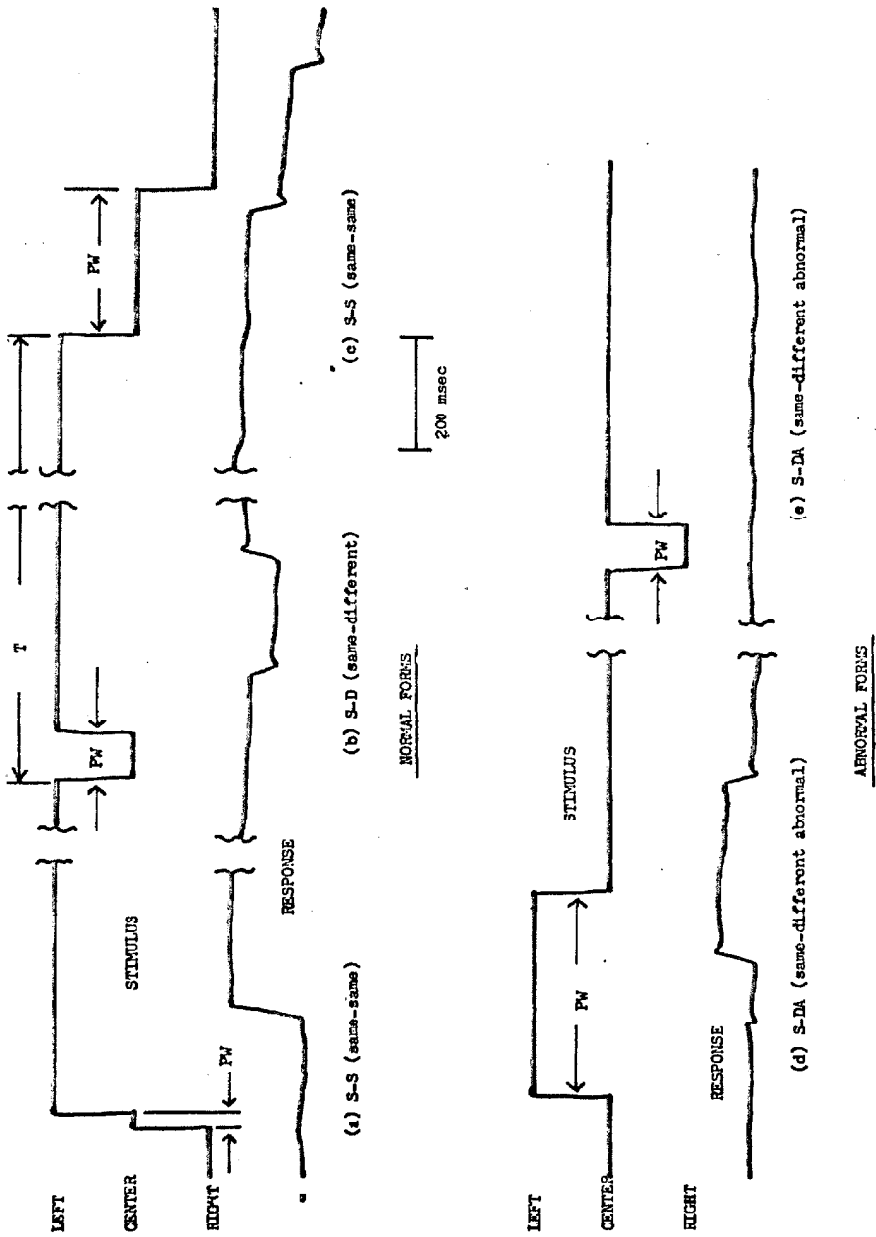 T
LEFT
CENTER
RIGHT
STIMULUS
PW
PW
PW
RESPONSE
(a) S-S (same-same)
(b) S-D (same-different)
(c) S-S (same-same)
200 msec
NORMAL FORMS
LEFT
CENTER
RIGHT
STIMULUS
PW
PW
RESPONSE
(d) S-DA (same-different abnormal)
(e) S-DA (same-different abnormal)
ABNORMAL FORMS